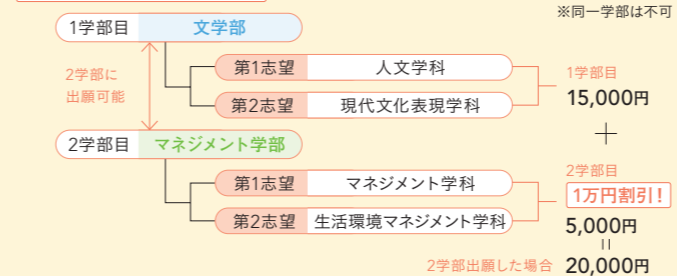 ※同一学部は不可
1学部目 文学部
2学部に
出願可能
第1志望 人文学科
第2志望 現代文化表現学科
1学部目
15,000円
＋
2学部目 マネジメント学部
第1志望 マネジメント学科
第2志望 生活環境マネジメント学科
2学部目
1万円割引！
5,000円
＝
2学部出願した場合 20,000円